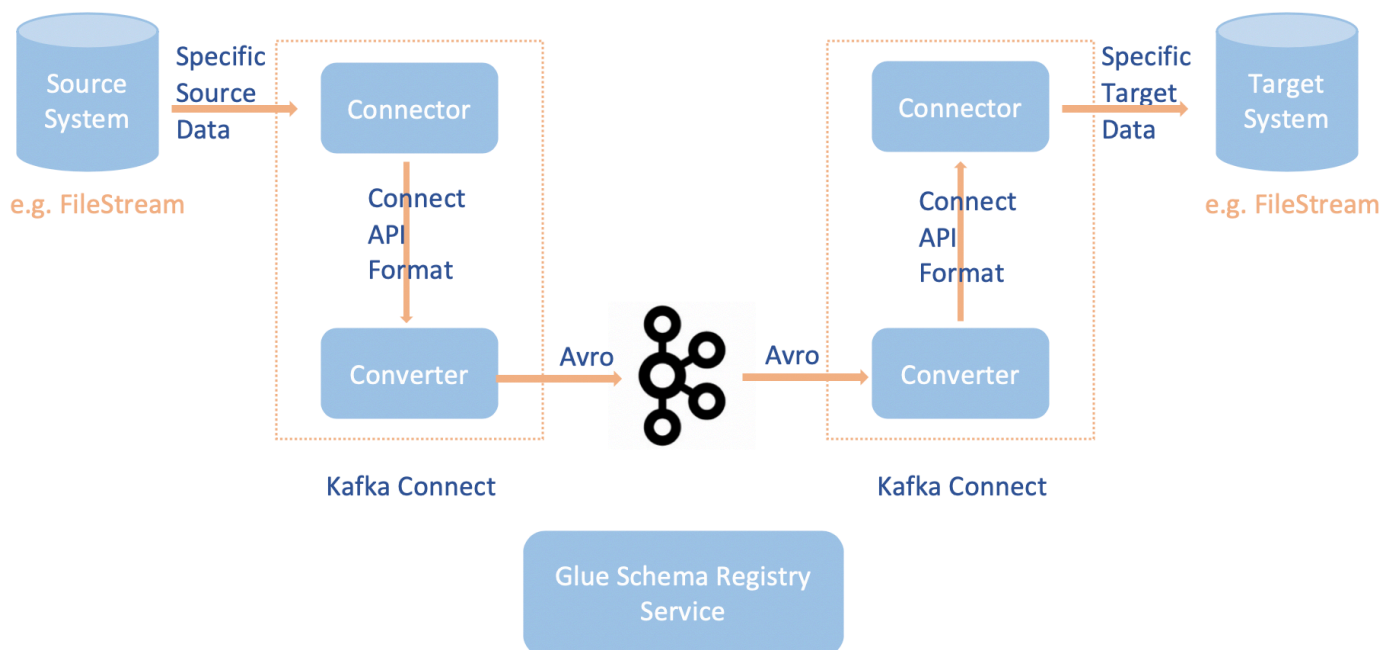 Source
System
e.g. FileStream
Specific
Source
Data
Connector
Connect
API
Format
Converter
Kafka Connect
Avro
Avro
Connector
Connect
API
Format
Converter
Kafka Connect
Specific
Target
Data
Target
System
e.g. FileStream
Glue Schema Registry
Service